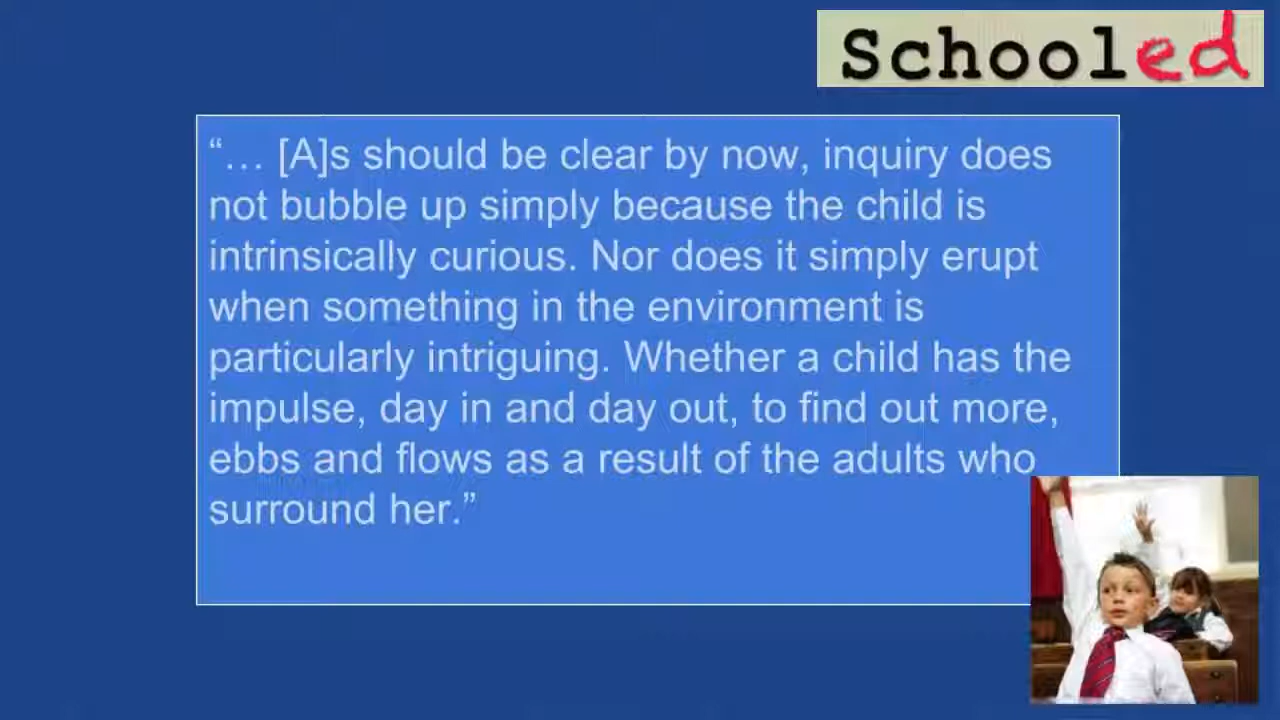 Schooled
“… [A]s should be clear by now, inquiry does
not bubble up simply because the child is
intrinsically curious. Nor does it simply erupt
when something in the environment is
particularly intriguing. Whether a child has the
impulse, day in and day out, to find out more,
ebbs and flows as a result of the adults who
surround her.”